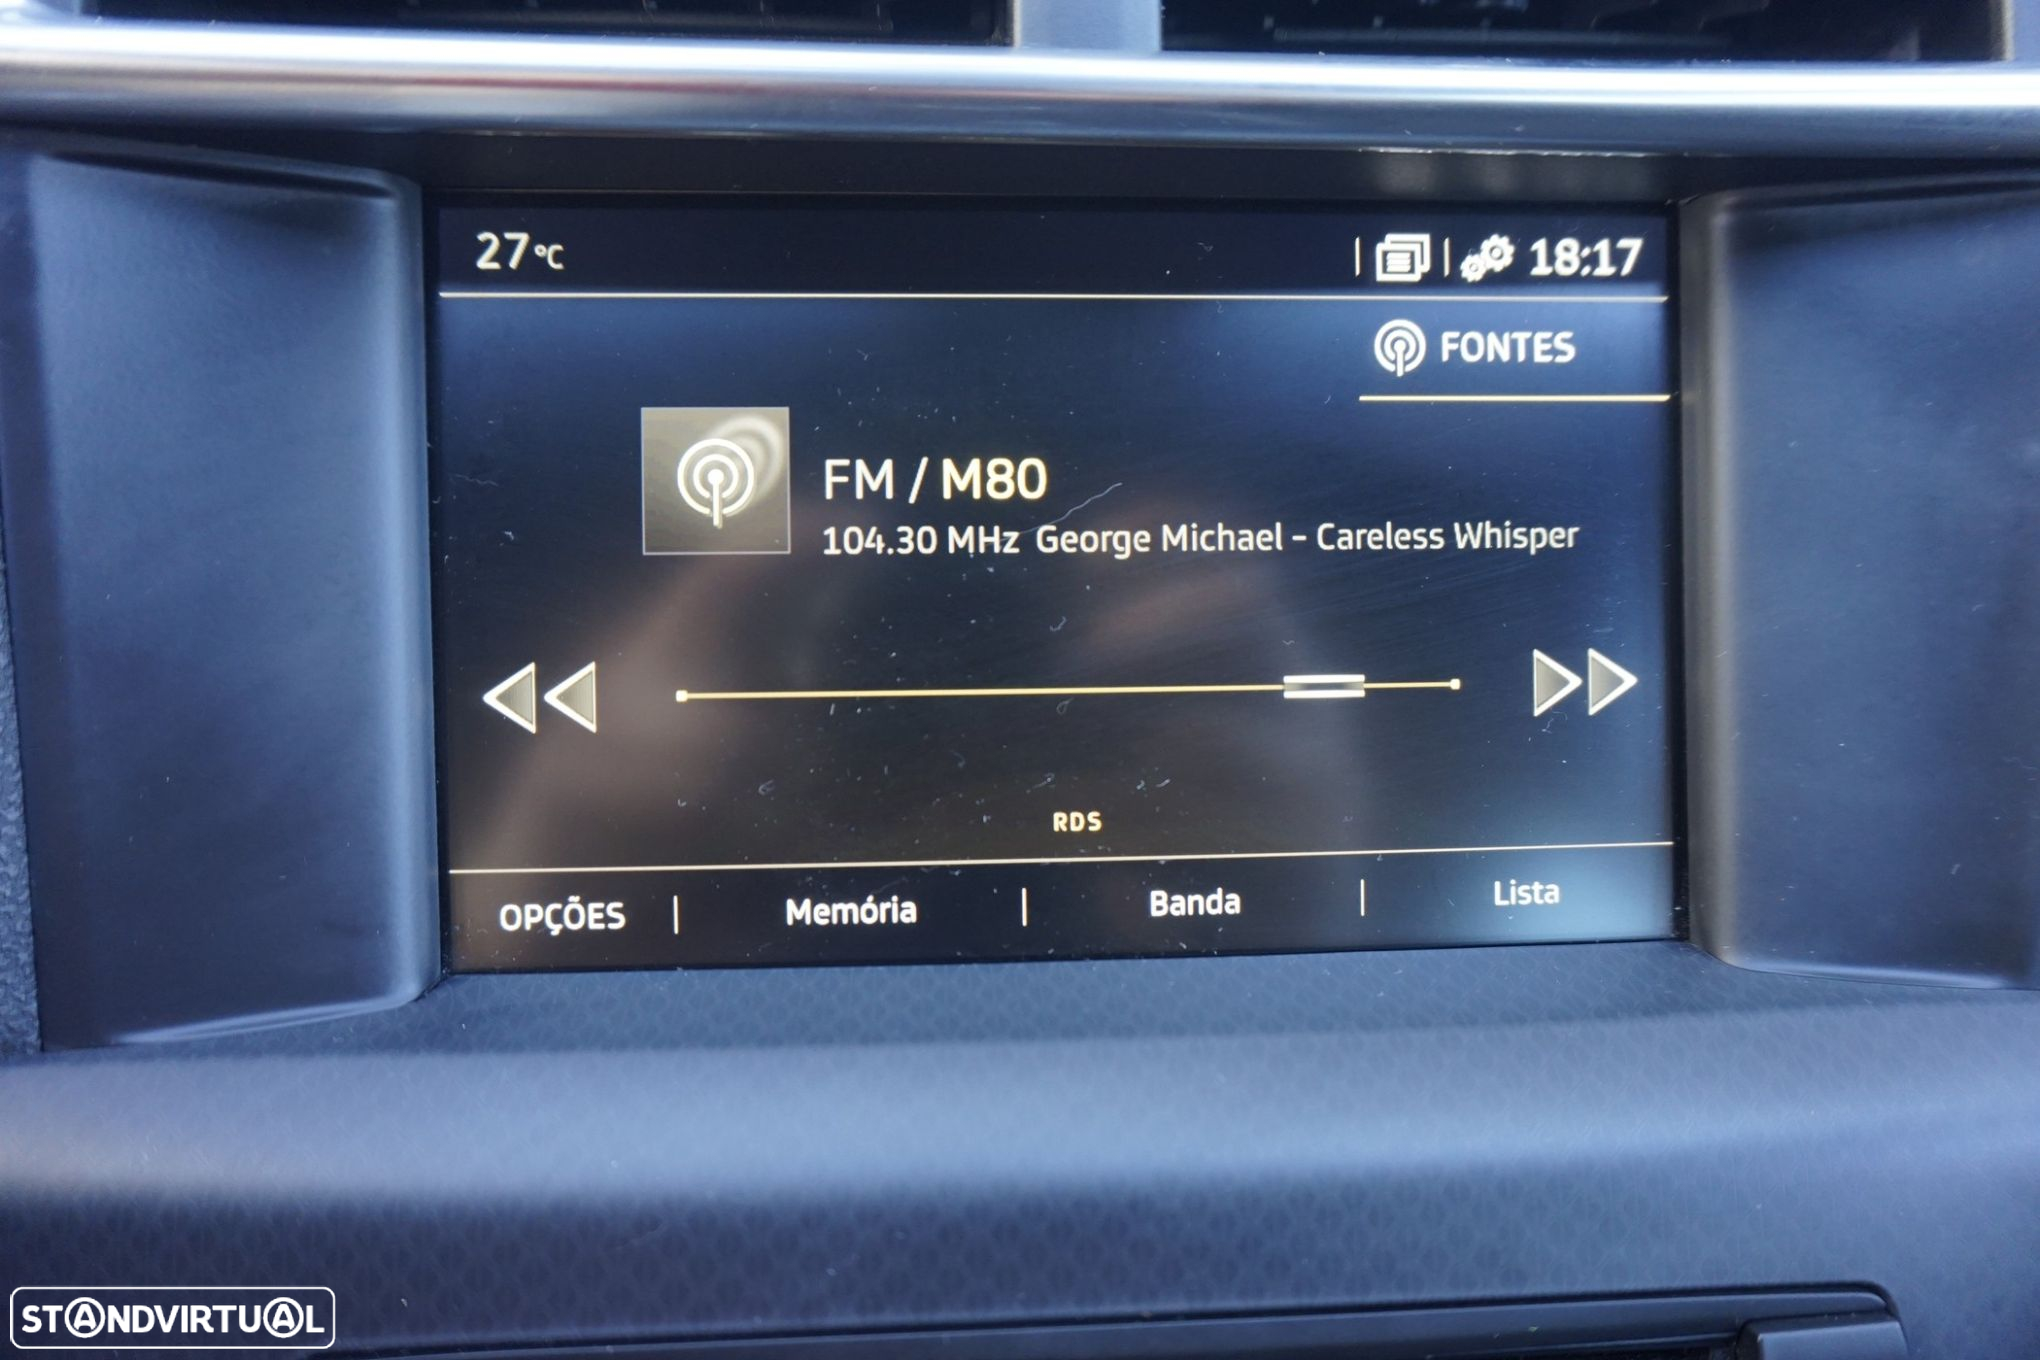 27°C
18:17
FONTES
FM / M80
104.30 MHz George Michael - Careless Whisper
RDS
OPÇÕES
Memória
Banda
Lista
STANDVIRTUAL